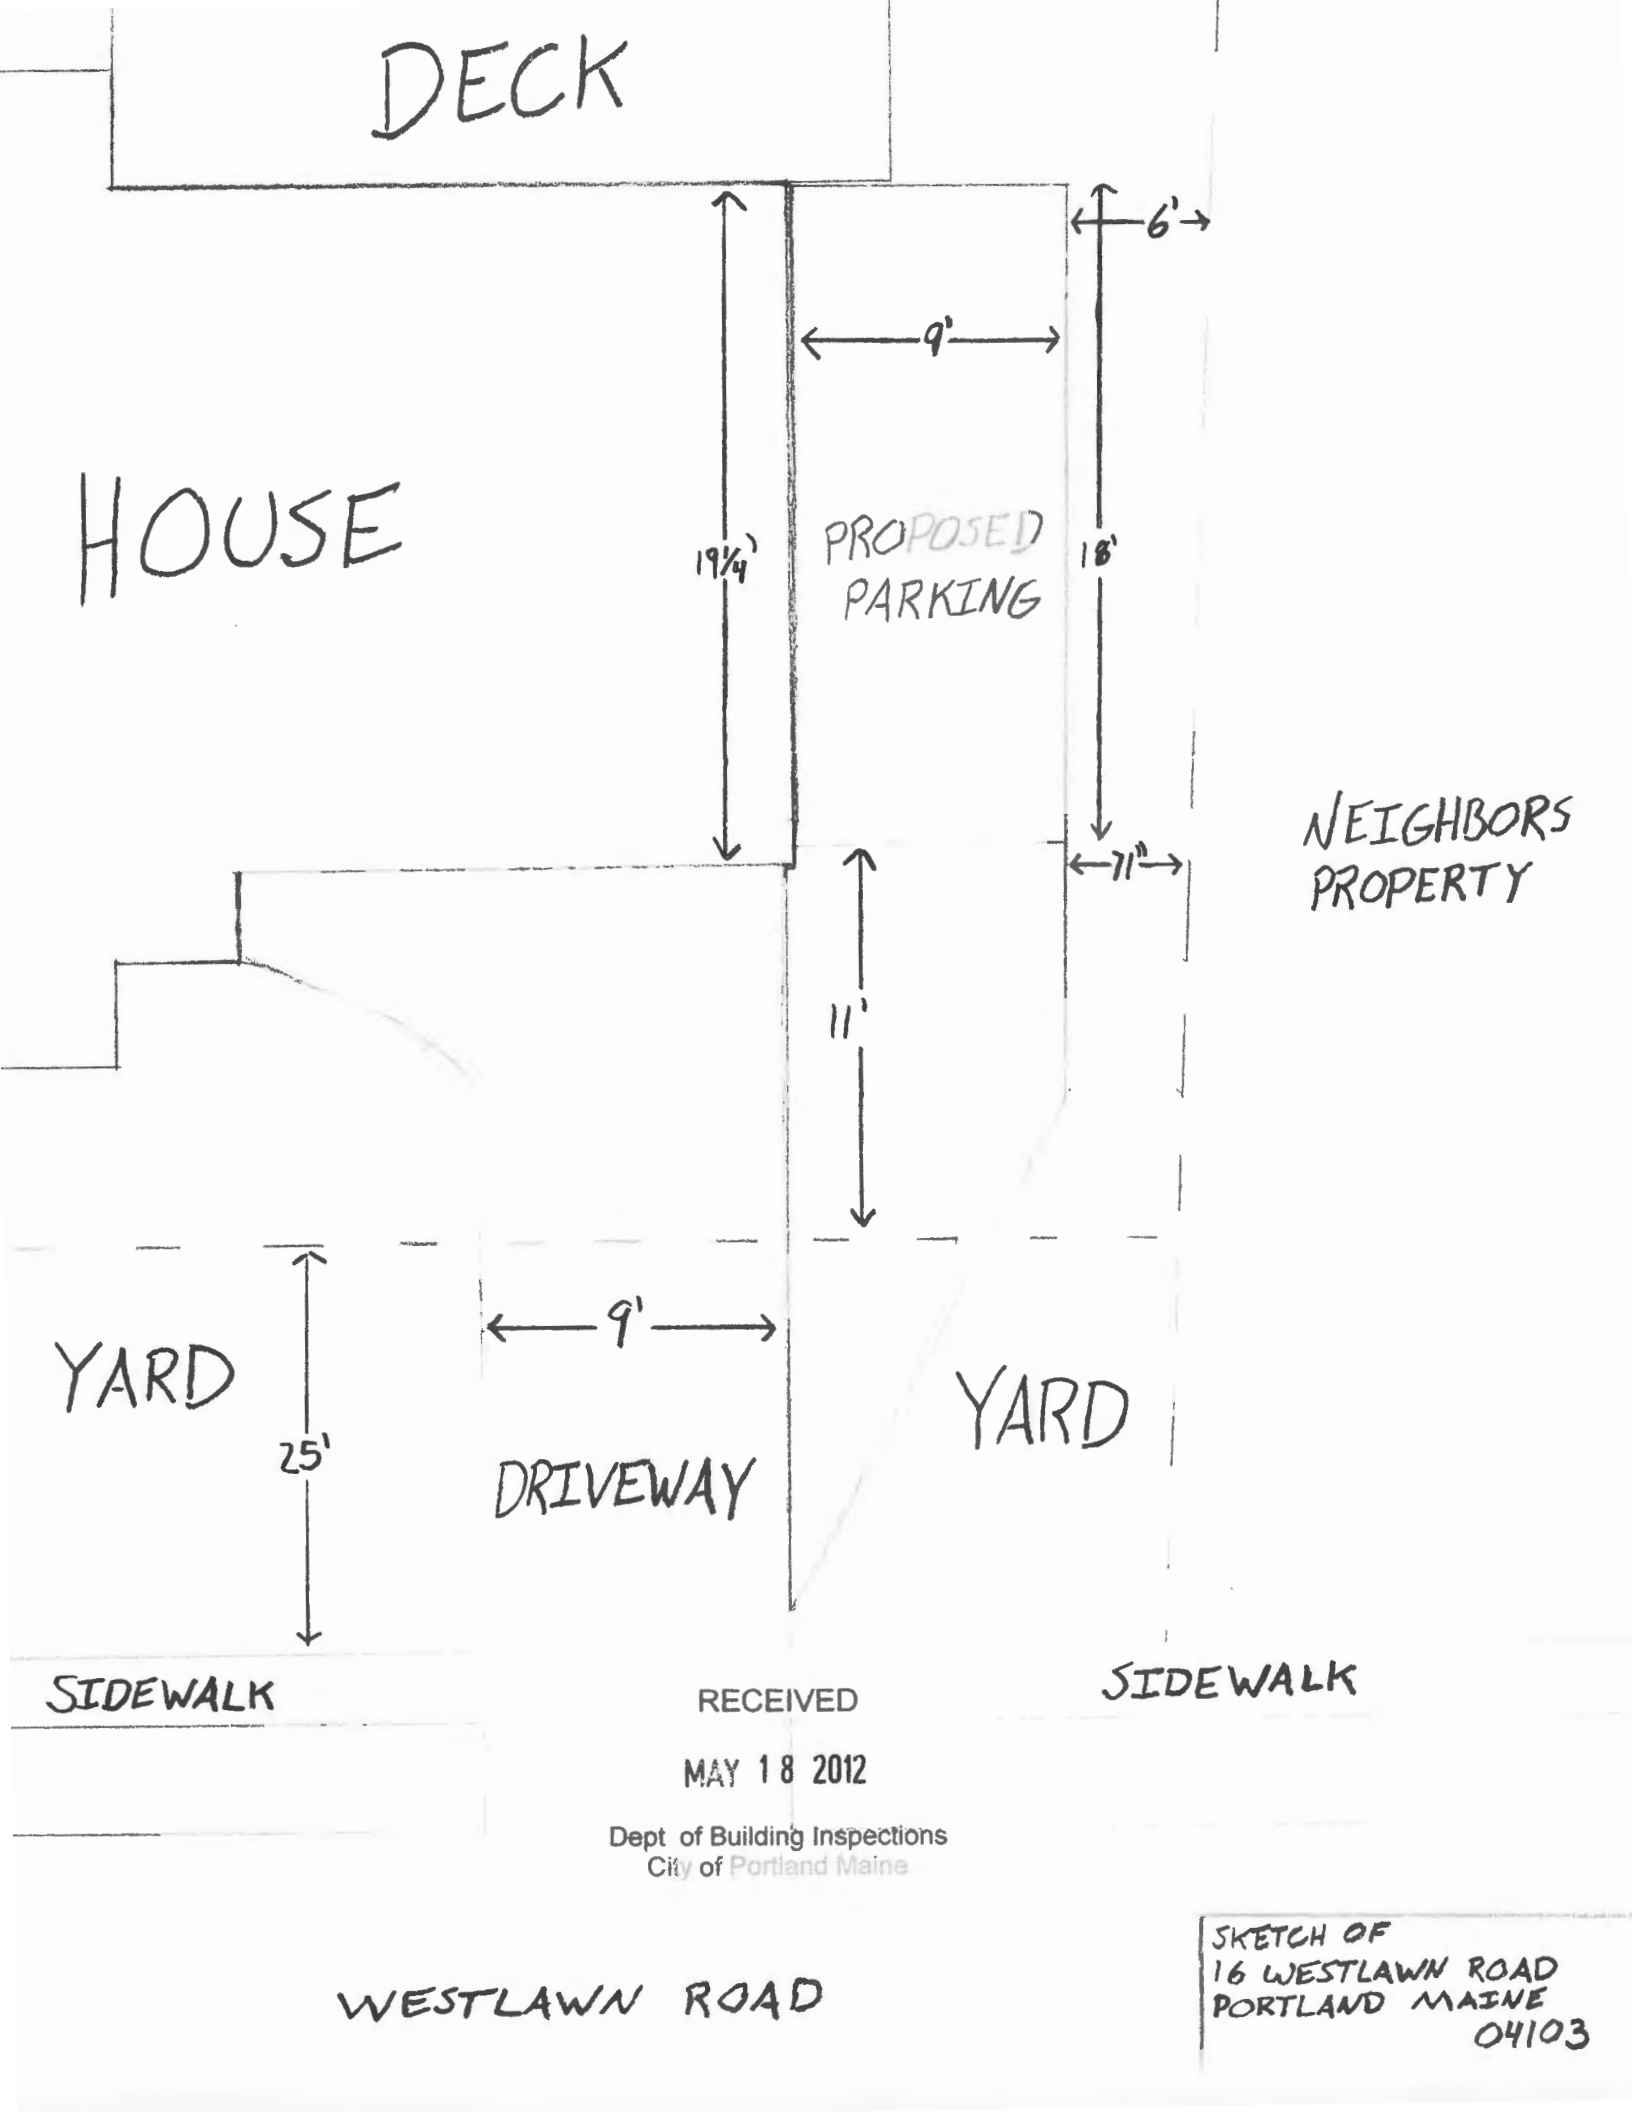 DECK
6'
9'
HOUSE
19¼'
PROPOSED
PARKING
18'
NEIGHBORS
PROPERTY
71"
11'
9'
YARD
25'
YARD
DRIVEWAY
SIDEWALK
SIDEWALK
RECEIVED
MAY 18 2012
Dept of Building Inspections
City of Portland Maine
WESTLAWN ROAD
SKETCH OF
16 WESTLAWN ROAD
PORTLAND MAINE
04103